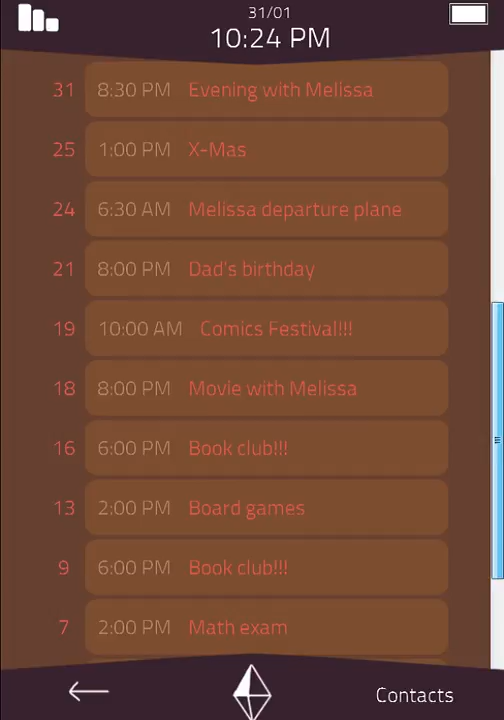 31/01
10:24 PM
31 8:30 PM Evening with Melissa
25 1:00 PM X-Mas
24 6:30 AM Melissa departure plane
21 8:00 PM Dad's birthday
19 10:00 AM Comics Festival!!!
18 8:00 PM Movie with Melissa
16 6:00 PM Book club!!!
13 2:00 PM Board games
9 6:00 PM Book club!!!
7 2:00 PM Math exam
Contacts